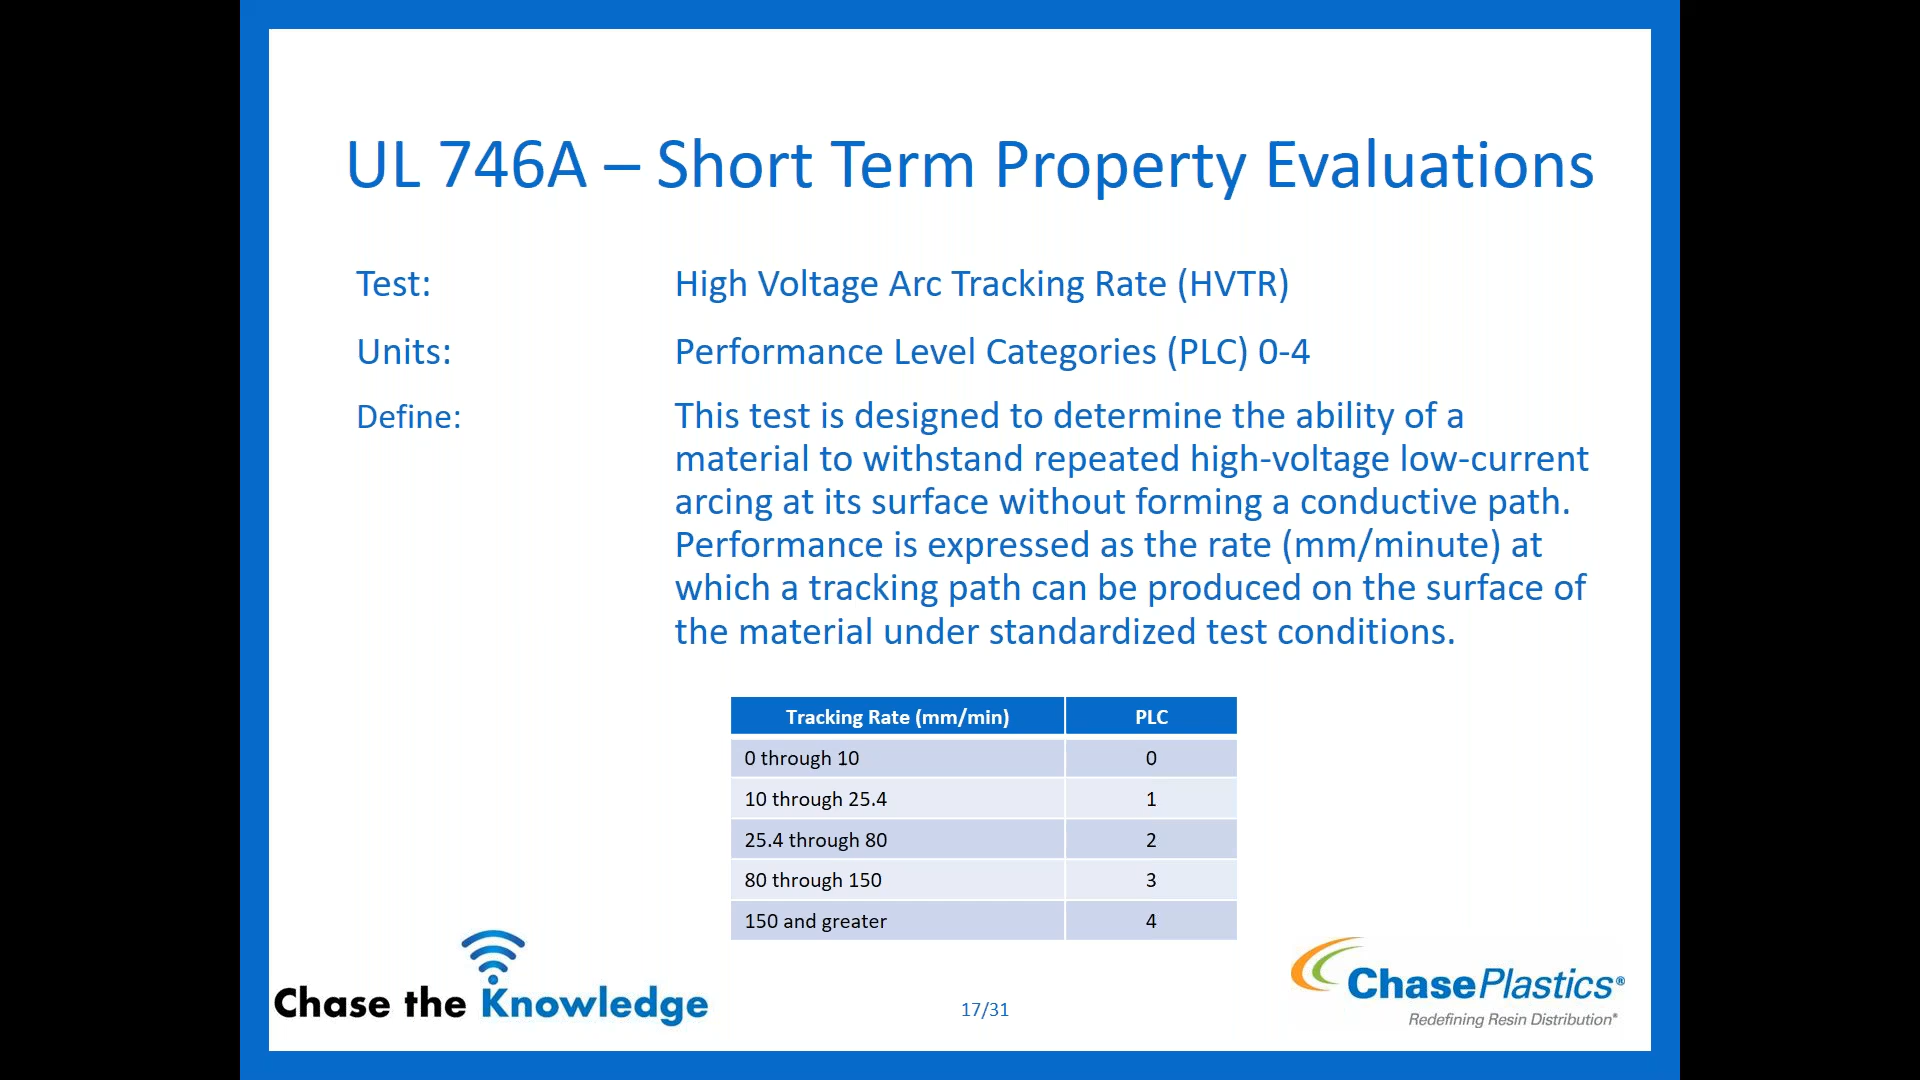 UL 746A – Short Term Property Evaluations
Test: High Voltage Arc Tracking Rate (HVTR)
Units: Performance Level Categories (PLC) 0-4
Define: This test is designed to determine the ability of a
material to withstand repeated high-voltage low-current
arcing at its surface without forming a conductive path.
Performance is expressed as the rate (mm/minute) at
which a tracking path can be produced on the surface of
the material under standardized test conditions.
Tracking Rate (mm/min) PLC
0 through 10 0
10 through 25.4 1
25.4 through 80 2
80 through 150 3
150 and greater 4
Chase the Knowledge
17/31
ChasePlastics®
Redefining Resin Distribution®